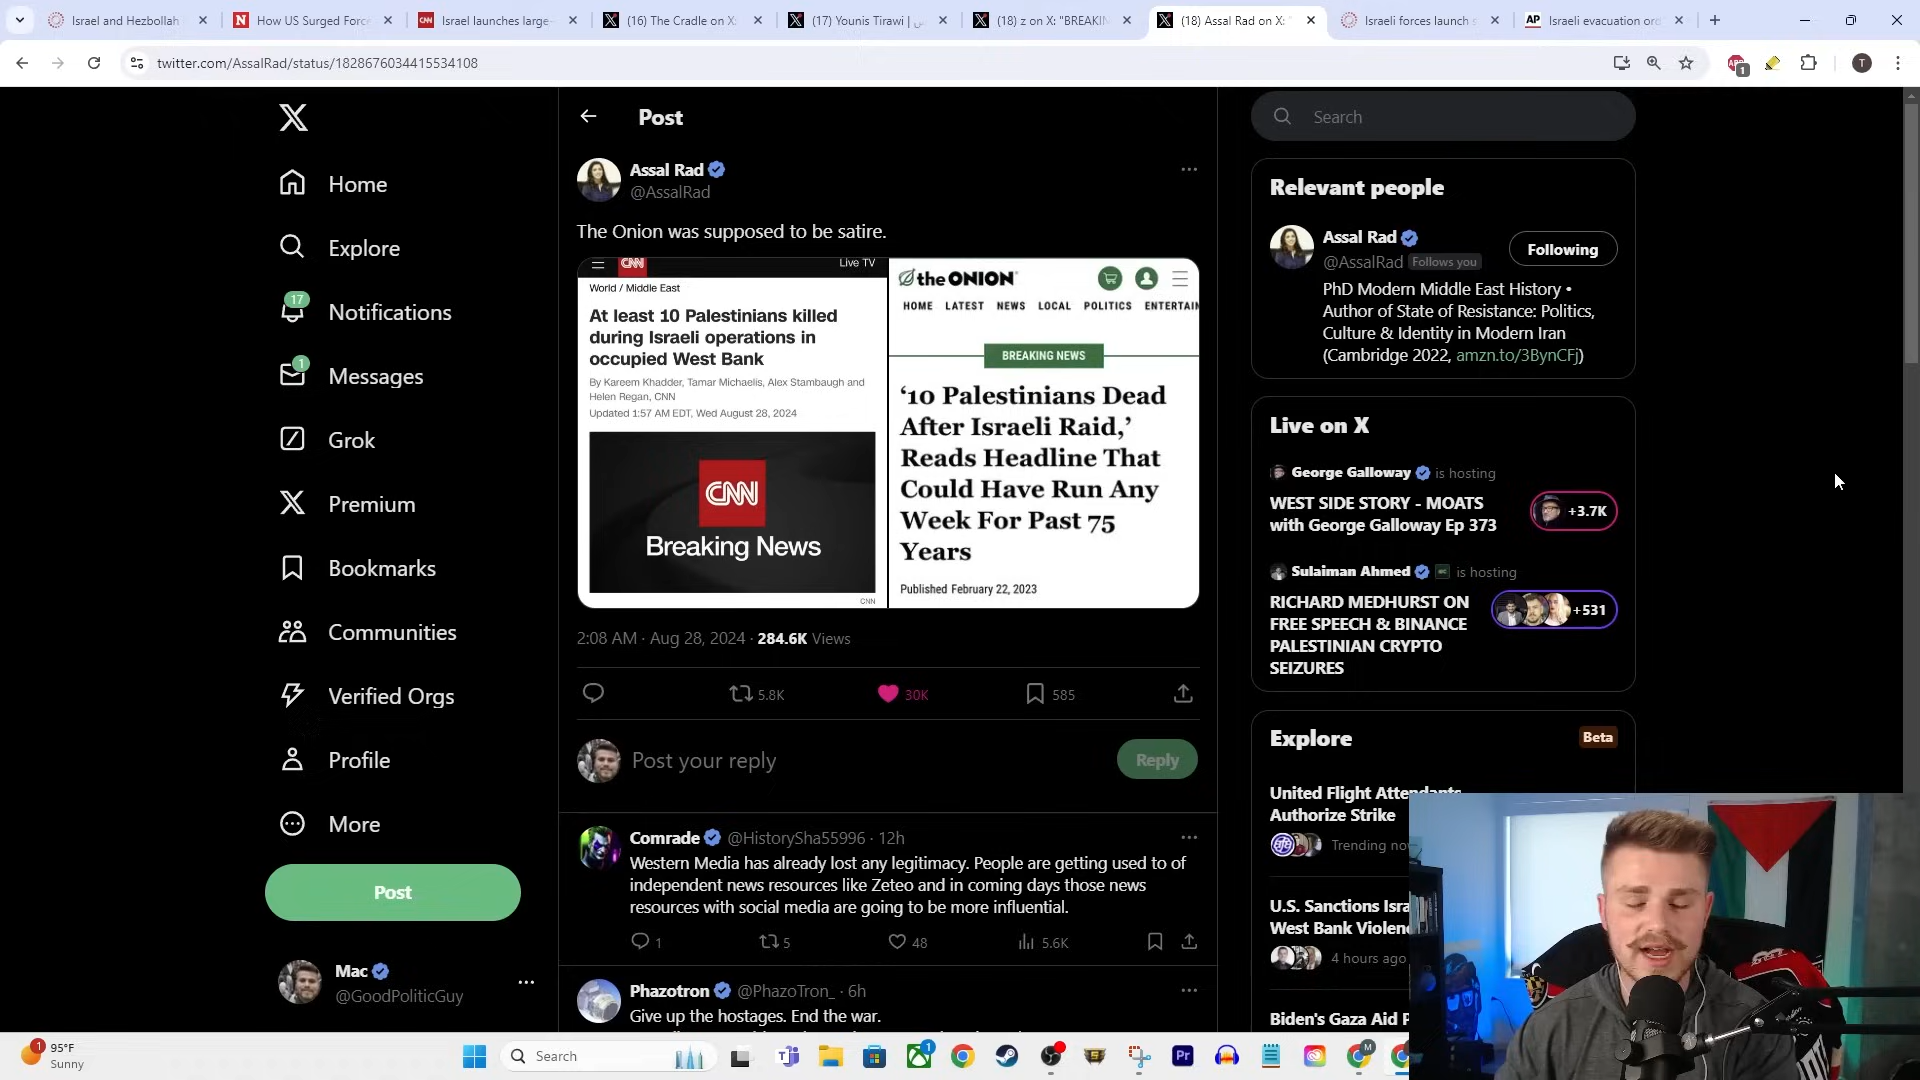 Israel and Hezbollah
How US Surged Force
CNN
Israel launches large-
(16) The Cradle on X:
(17) Younis Tirawi |
(18) z on X: "BREAKIN
(18) Assal Rad on X: "
Israeli forces launch s
AP
Israeli evacuation ord
twitter.com/AssalRad/status/1828676034415534108
1
T
Home
Explore
17
Notifications
1
Messages
Grok
Premium
Bookmarks
Communities
Verified Orgs
Profile
More
Post
Mac
@GoodPoliticGuy
Post
Assal Rad
@AssalRad
The Onion was supposed to be satire.
CNN
Live TV
World / Middle East
At least 10 Palestinians killed
during Israeli operations in
occupied West Bank
By Kareem Khadder, Tamar Michaelis, Alex Stambaugh and
Helen Regan, CNN
Updated 1:57 AM EDT, Wed August 28, 2024
CNN
Breaking News
CNN
the ONION
HOME LATEST NEWS LOCAL POLITICS ENTERTAIN
BREAKING NEWS
‘10 Palestinians Dead
After Israeli Raid,’
Reads Headline That
Could Have Run Any
Week For Past 75
Years
Published February 22, 2023
2:08 AM · Aug 28, 2024 · 284.6K Views
5.8K
30K
585
Post your reply
Reply
Comrade @HistorySha55996 · 12h
Western Media has already lost any legitimacy. People are getting used to of
independent news resources like Zeteo and in coming days those news
resources with social media are going to be more influential.
1
5
48
5.6K
Phazotron @PhazoTron_ · 6h
Give up the hostages. End the war.
Search
Relevant people
Assal Rad
@AssalRad Follows you
Following
PhD Modern Middle East History •
Author of State of Resistance: Politics,
Culture & Identity in Modern Iran
(Cambridge 2022, amzn.to/3BynCFj)
Live on X
George Galloway is hosting
WEST SIDE STORY - MOATS
with George Galloway Ep 373
+3.7K
Sulaiman Ahmed is hosting
RICHARD MEDHURST ON
FREE SPEECH & BINANCE
PALESTINIAN CRYPTO
SEIZURES
+531
Explore
Beta
United Flight Attendants
Authorize Strike
Trending no
U.S. Sanctions Isra
West Bank Violen
4 hours ago
Biden's Gaza Aid P
1
95°F
Sunny
Search
1
Pr
M